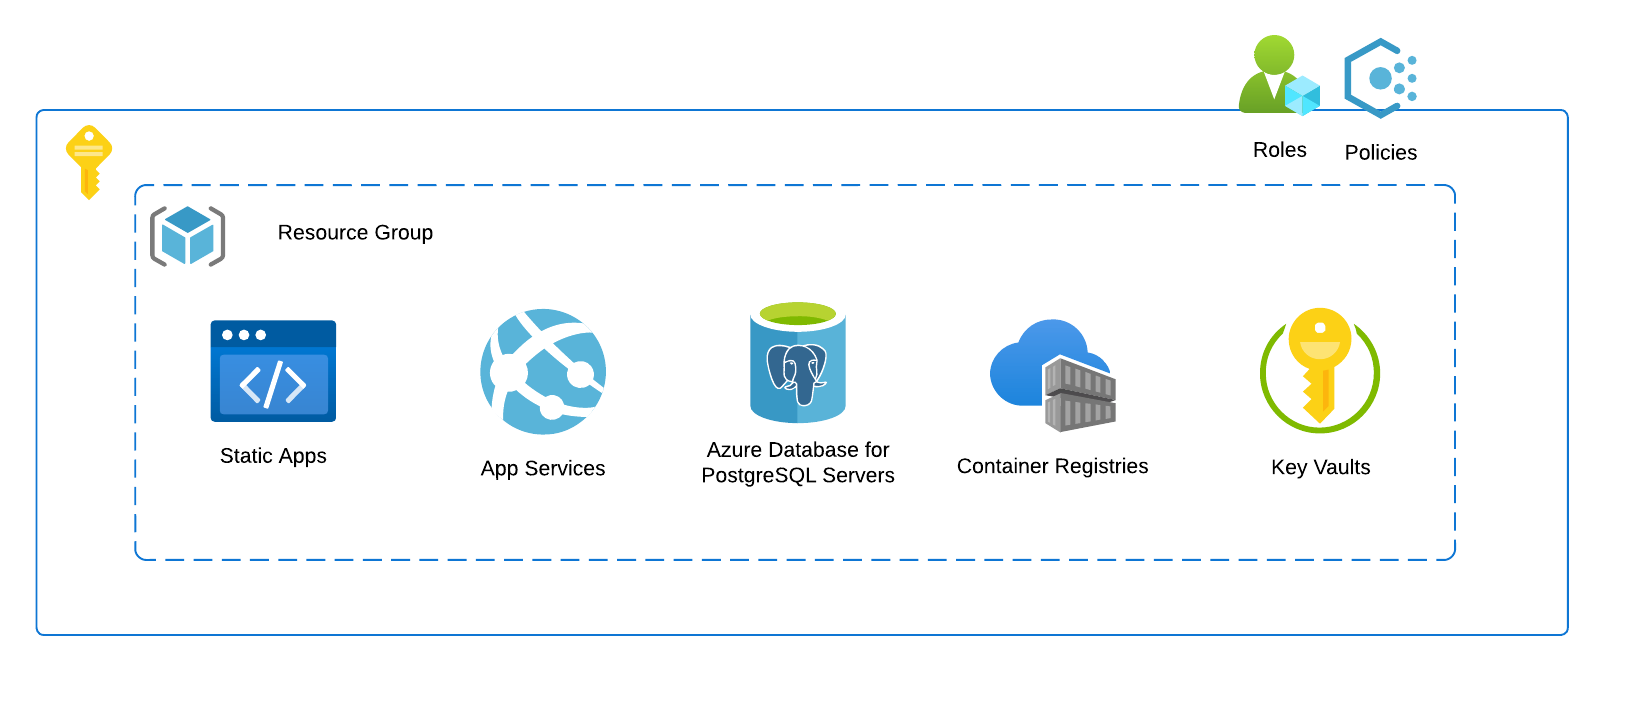 Roles
Policies
Resource Group
Static Apps
App Services
Azure Database for
PostgreSQL Servers
Container Registries
Key Vaults